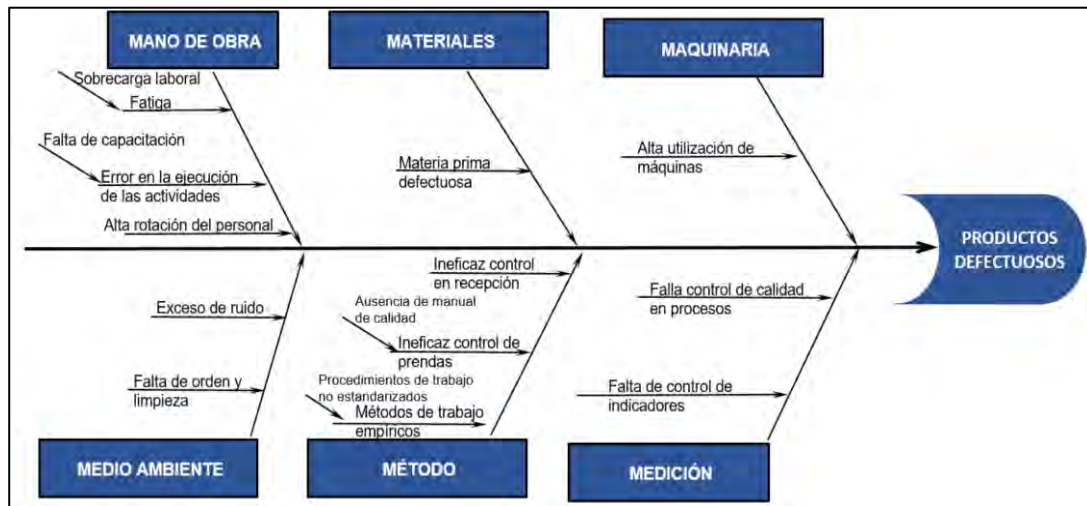 MANO DE OBRA
MATERIALES
MAQUINARIA
Sobrecarga laboral
Fatiga
Falta de capacitación
Error en la ejecución
de las actividades
Alta rotación del personal
Materia prima
defectuosa
Alta utilización de
máquinas
PRODUCTOS
DEFECTUOSOS
Exceso de ruido
Falta de orden y
limpieza
Ineficaz control
en recepción
Ausencia de manual
de calidad
Ineficaz control de
prendas
Procedimientos de trabajo
no estandarizados
Métodos de trabajo
empíricos
Falla control de calidad
en procesos
Falta de control de
indicadores
MEDIO AMBIENTE
MÉTODO
MEDICIÓN